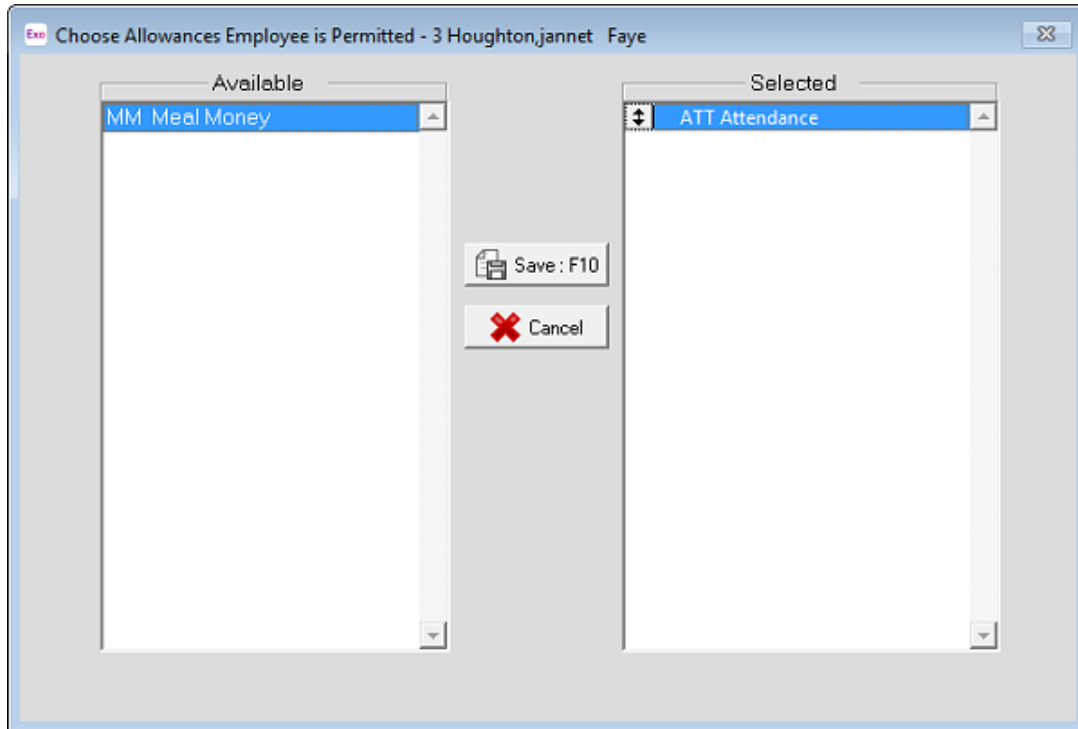 Exo Choose Allowances Employee is Permitted - 3 Houghton,jannet Faye
Available
Selected
MM Meal Money
ATT Attendance
Save : F10
Cancel